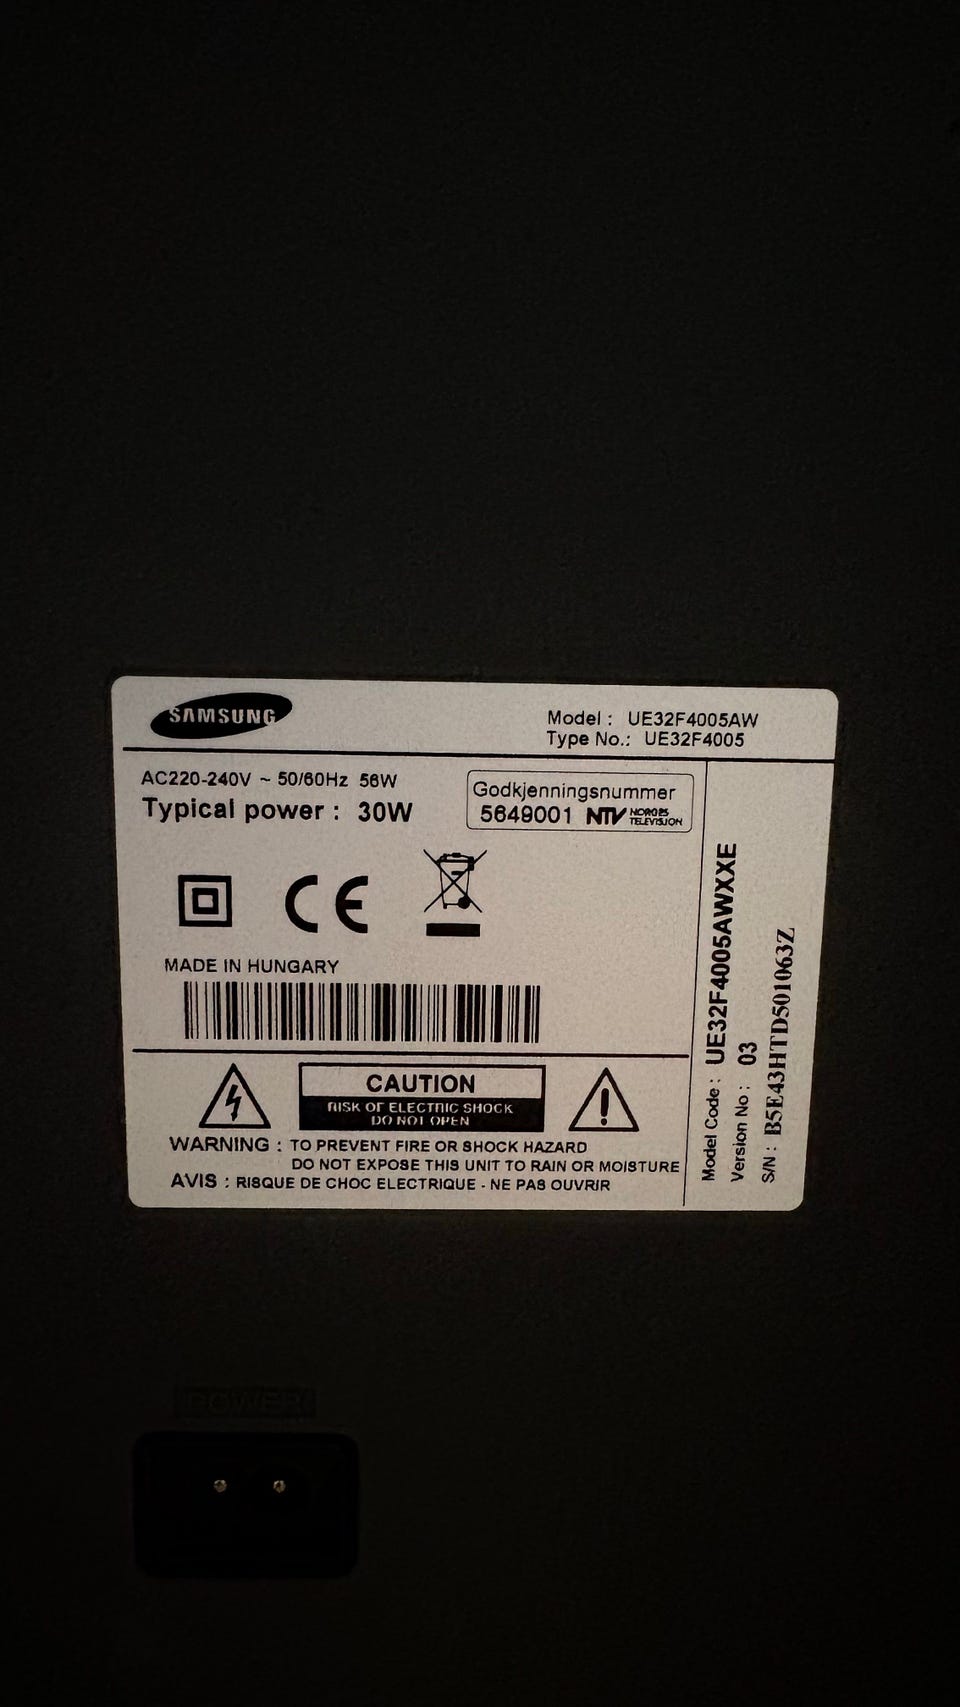 SAMSUNG
Model : UE32F4005AW
Type No.: UE32F4005
AC220-240V ~ 50/60Hz 56W
Typical power : 30W
Godkjenningsnummer
5649001 NTV NORGES
TELEVISJON
CE
MADE IN HUNGARY
CAUTION
RISK OF ELECTRIC SHOCK
DO NOT OPEN
WARNING : TO PREVENT FIRE OR SHOCK HAZARD
DO NOT EXPOSE THIS UNIT TO RAIN OR MOISTURE
AVIS : RISQUE DE CHOC ELECTRIQUE - NE PAS OUVRIR
Model Code : UE32F4005AWXXE
Version No : 03
S/N : B5E43HTD501063Z
POWER